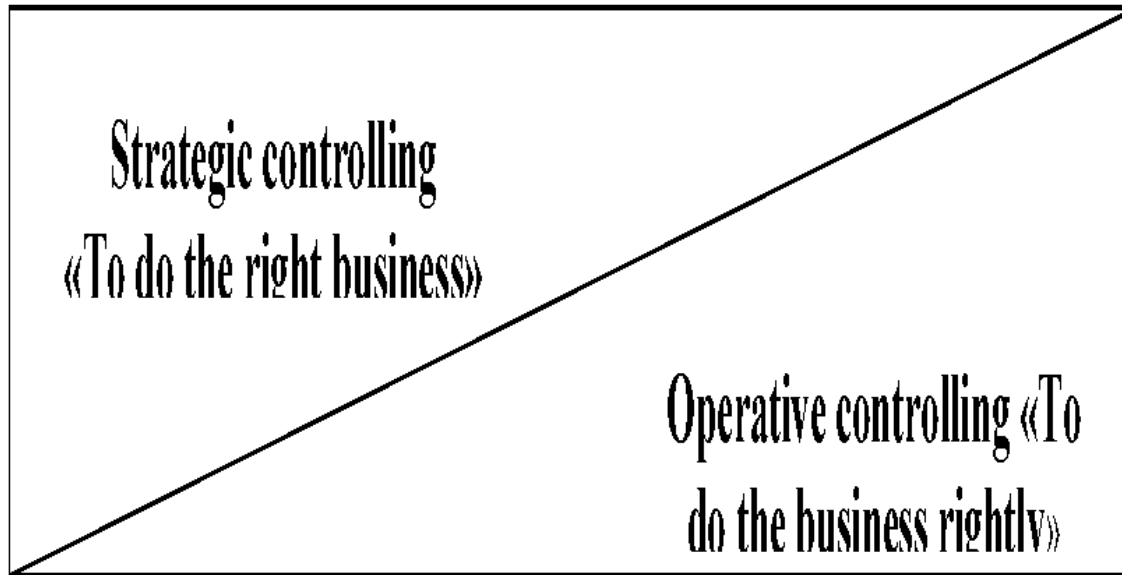 Strategic controlling
«To do the right business»
Operative controlling «To
do the business rightly»